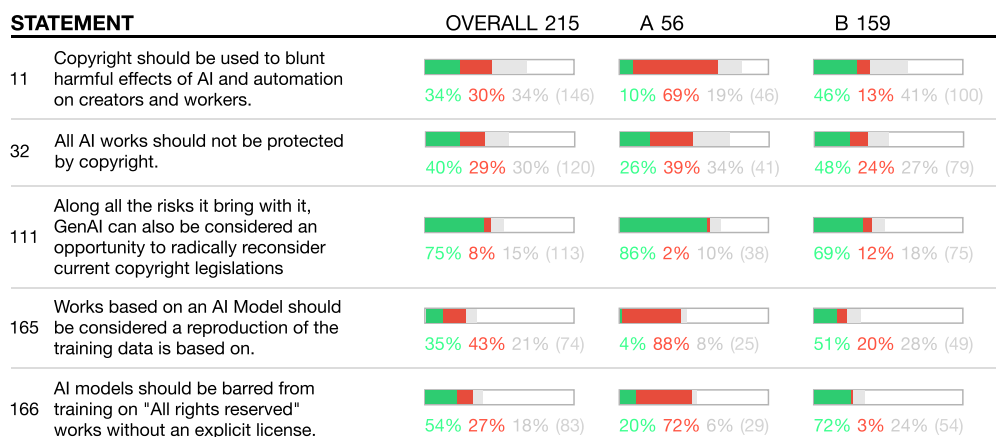 STATEMENT OVERALL 215 A 56 B 159
Copyright should be used to blunt
11 harmful effects of AI and automation
on creators and workers.
34% 30% 34% (146) 10% 69% 19% (46) 46% 13% 41% (100)
32 All AI works should not be protected
by copyright.
40% 29% 30% (120) 26% 39% 34% (41) 48% 24% 27% (79)
Along all the risks it bring with it,
111 GenAI can also be considered an
opportunity to radically reconsider
current copyright legislations
75% 8% 15% (113) 86% 2% 10% (38) 69% 12% 18% (75)
Works based on an AI Model should
165 be considered a reproduction of the
training data is based on.
35% 43% 21% (74) 4% 88% 8% (25) 51% 20% 28% (49)
AI models should be barred from
166 training on "All rights reserved"
works without an explicit license.
54% 27% 18% (83) 20% 72% 6% (29) 72% 3% 24% (54)